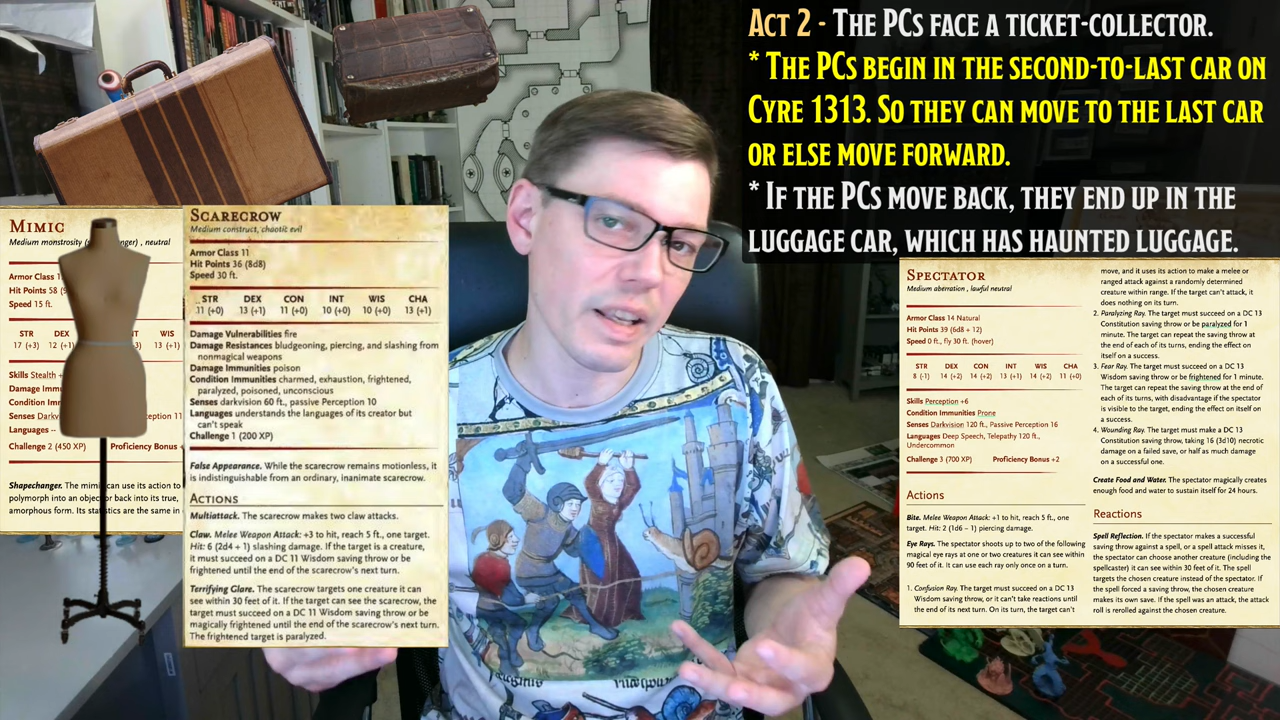 Act 2 - The PCs face a ticket-collector.
* The PCs begin in the second-to-last car on
Cyre 1313. So they can move to the last car
or else move forward.
* If the PCs move back, they end up in the
luggage car, which has haunted luggage.
Mimic
Medium monstrosity , neutral
Armor Class
Hit Points 58
Speed 15 ft.
STR DEX WIS
17 (+3) 12 (+1) 13 (+1)
Skills Stealth
Damage
Condition
Senses 11
Languages --
Challenge 2 (450 XP) Proficiency Bonus
Shapechanger. The can use its action to
polymorph into an or back into its true,
amorphous form. Its are the same in
Scarecrow
Medium construct, chaotic evil
Armor Class 11
Hit Points 36 (8d8)
Speed 30 ft.
STR DEX CON INT WIS CHA
11 (+0) 13 (+1) 11 (+0) 10 (+0) 10 (+0) 13 (+1)
Damage Vulnerabilities fire
Damage Resistances bludgeoning, piercing, and slashing from
nonmagical weapons
Damage Immunities poison
Condition Immunities charmed, exhaustion, frightened,
paralyzed, poisoned, unconscious
Senses darkvision 60 ft., passive Perception 10
Languages understands the languages of its creator but
can't speak
Challenge 1 (200 XP)
False Appearance. While the scarecrow remains motionless, it
is indistinguishable from an ordinary, inanimate scarecrow.
Actions
Multiattack. The scarecrow makes two claw attacks.
Claw. Melee Weapon Attack: +3 to hit, reach 5 ft., one target.
Hit: 6 (2d4 + 1) slashing damage. If the target is a creature,
it must succeed on a DC 11 Wisdom saving throw or be
frightened until the end of the scarecrow's next turn.
Terrifying Glare. The scarecrow targets one creature it can
see within 30 feet of it. If the target can see the scarecrow, the
target must succeed on a DC 11 Wisdom saving throw or be
magically frightened until the end of the scarecrow's next turn.
The frightened target is paralyzed.
Spectator
Medium aberration , lawful neutral
Armor Class 14 Natural
Hit Points 39 (6d8 + 12)
Speed 0 ft., fly 30 ft. (hover)
STR DEX CON INT WIS CHA
8 (-1) 14 (+2) 14 (+2) 13 (+1) 14 (+2) 11 (+0)
Skills Perception +6
Condition Immunities Prone
Senses Darkvision 120 ft., Passive Perception 16
Languages Deep Speech, Telepathy 120 ft.,
Undercommon
Challenge 3 (700 XP) Proficiency Bonus +2
Actions
Bite. Melee Weapon Attack: +1 to hit, reach 5 ft., one
target. Hit: 2 (1d6 – 1) piercing damage.
Eye Rays. The spectator shoots up to two of the following
magical eye rays at one or two creatures it can see within
90 feet of it. It can use each ray only once on a turn.
1. Confusion Ray. The target must succeed on a DC 13
Wisdom saving throw, or it can't take reactions until
the end of its next turn. On its turn, the target can't
move, and it uses its action to make a melee or
ranged attack against a randomly determined
creature within range. If the target can't attack, it
does nothing on its turn.
2. Paralyzing Ray. The target must succeed on a DC 13
Constitution saving throw or be paralyzed for 1
minute. The target can repeat the saving throw at
the end of each of its turns, ending the effect on
itself on a success.
3. Fear Ray. The target must succeed on a DC 13
Wisdom saving throw or be frightened for 1 minute.
The target can repeat the saving throw at the end of
each of its turns, with disadvantage if the spectator
is visible to the target, ending the effect on itself on
a success.
4. Wounding Ray. The target must make a DC 13
Constitution saving throw, taking 16 (3d10) necrotic
damage on a failed save, or half as much damage
on a successful one.
Create Food and Water. The spectator magically creates
enough food and water to sustain itself for 24 hours.
Reactions
Spell Reflection. If the spectator makes a successful
saving throw against a spell, or a spell attack misses it,
the spectator can choose another creature (including the
spellcaster) it can see within 30 feet of it. The spell
targets the chosen creature instead of the spectator. If
the spell forced a saving throw, the chosen creature
makes its own save. If the spell was an attack, the attack
roll is rerolled against the chosen creature.